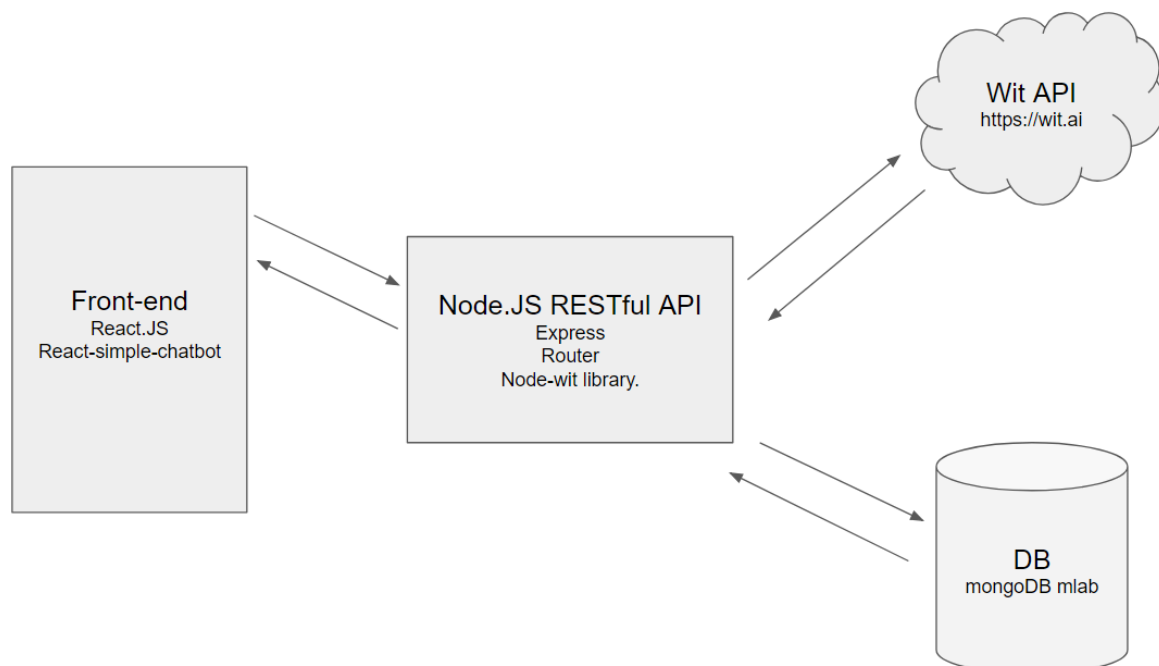 Wit API
https://wit.ai
Front-end
React.JS
React-simple-chatbot
Node.JS RESTful API
Express
Router
Node-wit library.
DB
mongoDB mlab